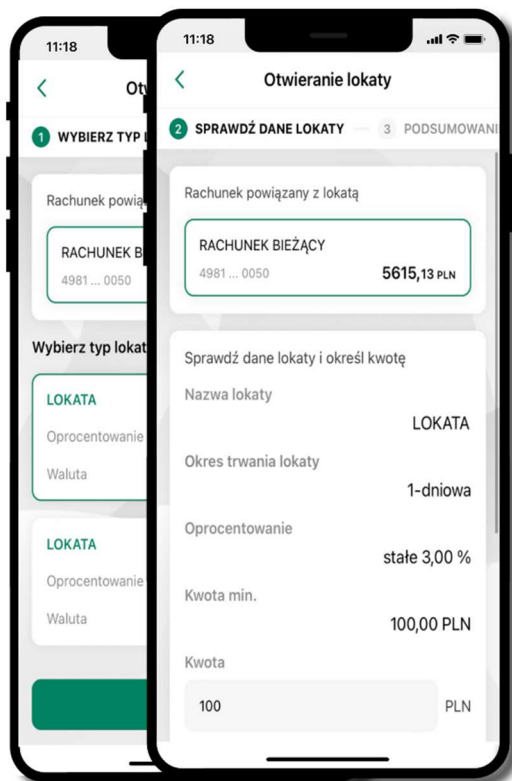 11:18
Otw
1 WYBIERZ TYP L
Rachunek powią
RACHUNEK B
4981 ... 0050
Wybierz typ lokat
LOKATA
Oprocentowanie
Waluta
LOKATA
Oprocentowanie
Waluta
11:18
Otwieranie lokaty
2 SPRAWDŹ DANE LOKATY 3 PODSUMOWANI
Rachunek powiązany z lokatą
RACHUNEK BIEŻĄCY
4981 ... 0050 5615,13 PLN
Sprawdź dane lokaty i określ kwotę
Nazwa lokaty
LOKATA
Okres trwania lokaty
1-dniowa
Oprocentowanie
stałe 3,00 %
Kwota min.
100,00 PLN
Kwota
100 PLN